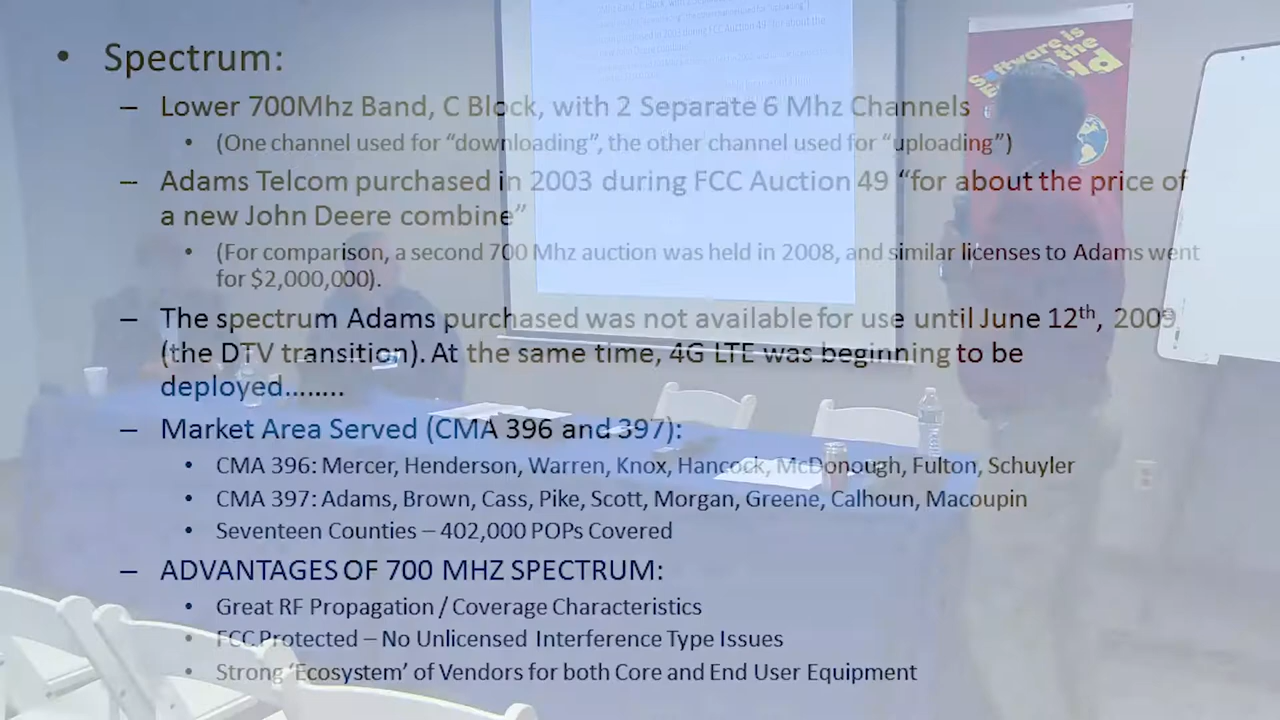 • Spectrum:
– Lower 700Mhz Band, C Block, with 2 Separate 6 Mhz Channels
• (One channel used for “downloading”, the other channel used for “uploading”)
– Adams Telcom purchased in 2003 during FCC Auction 49 “for about the price of
a new John Deere combine”
• (For comparison, a second 700 Mhz auction was held in 2008, and similar licenses to Adams went
for $2,000,000).
– The spectrum Adams purchased was not available for use until June 12th, 2009
(the DTV transition). At the same time, 4G LTE was beginning to be
deployed……..
– Market Area Served (CMA 396 and 397):
• CMA 396: Mercer, Henderson, Warren, Knox, Hancock, McDonough, Fulton, Schuyler
• CMA 397: Adams, Brown, Cass, Pike, Scott, Morgan, Greene, Calhoun, Macoupin
• Seventeen Counties – 402,000 POPs Covered
– ADVANTAGES OF 700 MHZ SPECTRUM:
• Great RF Propagation / Coverage Characteristics
• FCC Protected – No Unlicensed Interference Type Issues
• Strong ‘Ecosystem’ of Vendors for both Core and End User Equipment
Software is
the